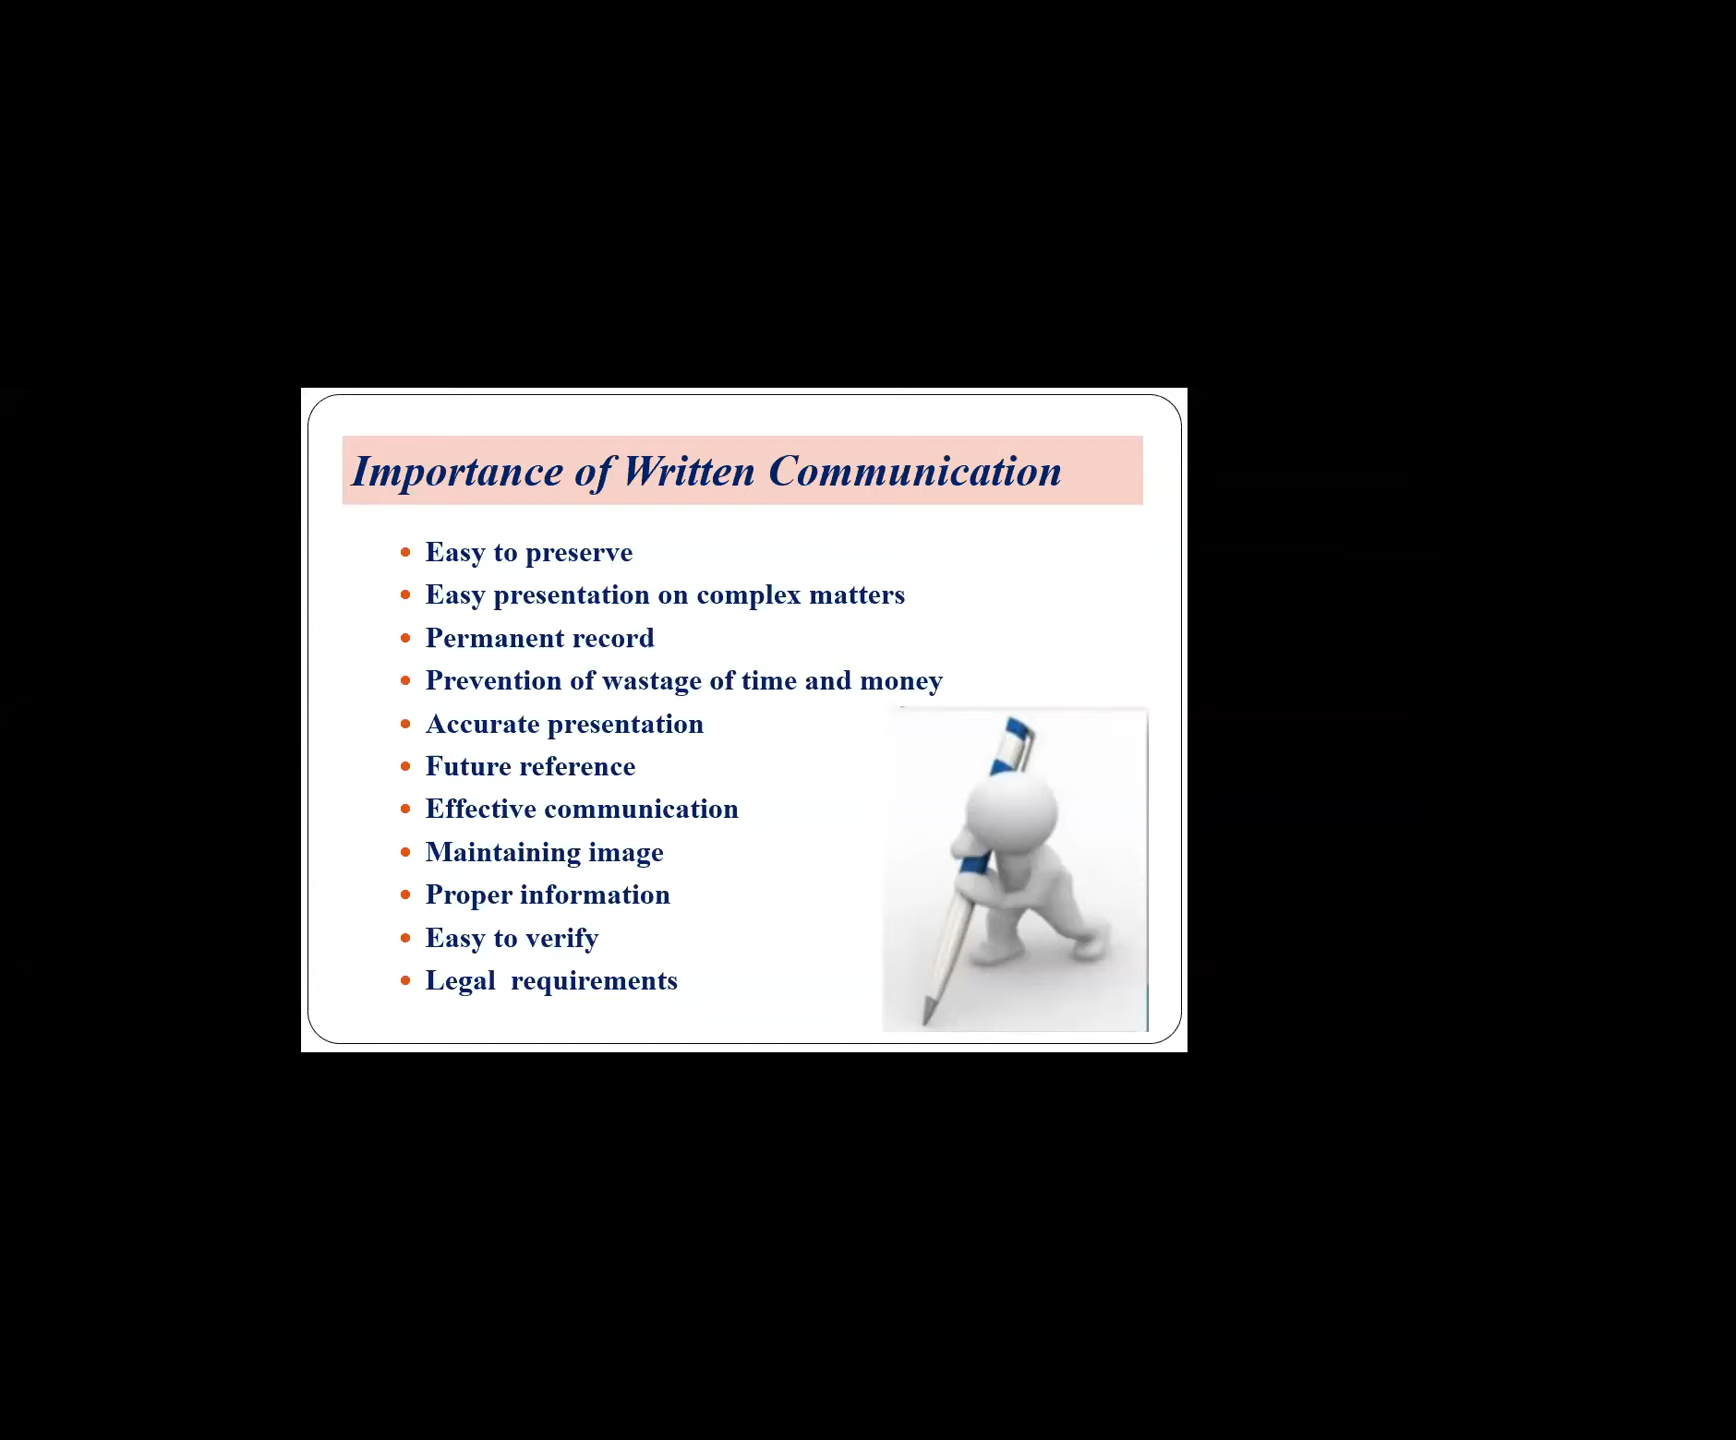 Importance of Written Communication
• Easy to preserve
• Easy presentation on complex matters
• Permanent record
• Prevention of wastage of time and money
• Accurate presentation
• Future reference
• Effective communication
• Maintaining image
• Proper information
• Easy to verify
• Legal  requirements